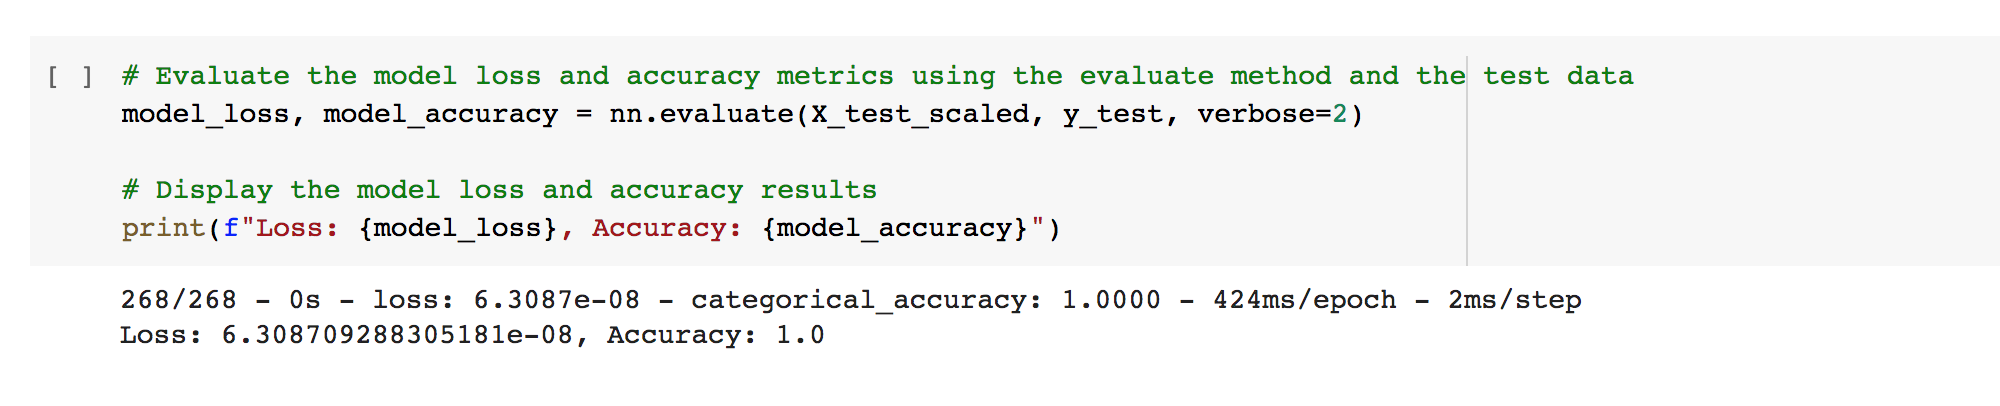 [ ] # Evaluate the model loss and accuracy metrics using the evaluate method and the test data
model_loss, model_accuracy = nn.evaluate(X_test_scaled, y_test, verbose=2)
# Display the model loss and accuracy results
print(f"Loss: {model_loss}, Accuracy: {model_accuracy}")
268/268 - 0s - loss: 6.3087e-08 - categorical_accuracy: 1.0000 - 424ms/epoch - 2ms/step
Loss: 6.308709288305181e-08, Accuracy: 1.0